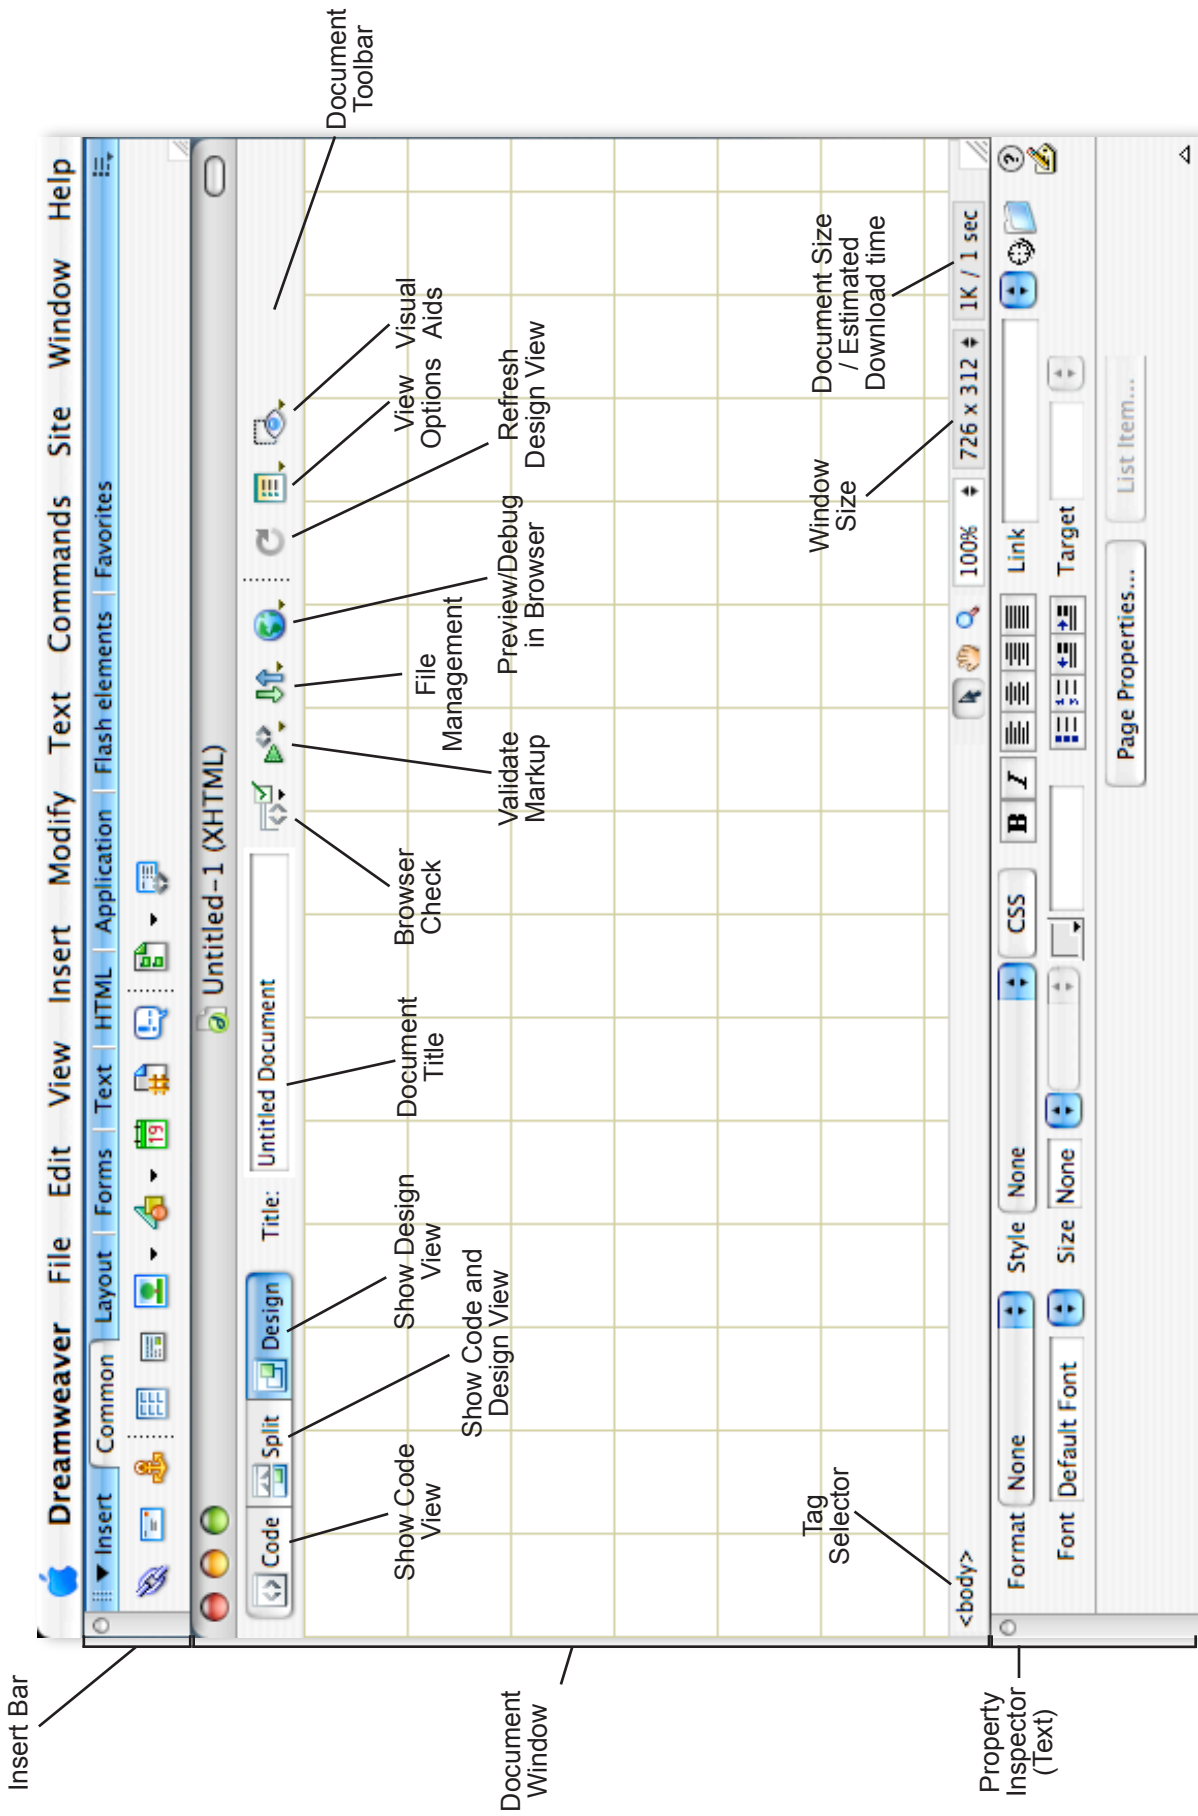 Dreamweaver File Edit View Insert Modify Text Commands Site Window Help
Insert Bar
Insert Common Layout Forms Text HTML Application Flash elements Favorites
19
Untitled-1 (XHTML)
Document
Toolbar
Code Split Design Title: Untitled Document
Show Code
View
Show Code and
Design View
Show Design
View
Document
Title
Browser
Check
Validate
Markup
File
Management
Preview/Debug
in Browser
Refresh
Design View
View
Options
Visual
Aids
Document
Window
Tag
Selector
Window
Size
Document Size
/ Estimated
Download time
<body> 100% 726 x 312 1K / 1 sec
Property
Inspector
(Text)
Format None Style None CSS B I Link ?
Font Default Font Size None Target
Page Properties... List Item...